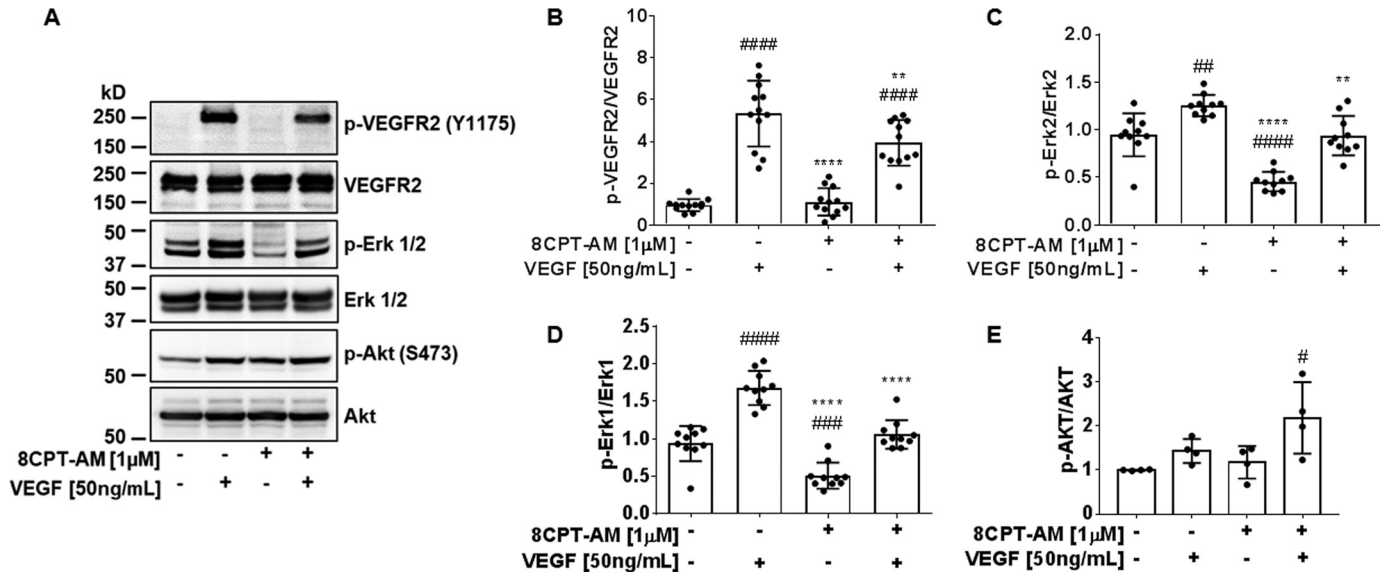 A
kD
250
150
p-VEGFR2 (Y1175)
250
150
VEGFR2
50
37
p-Erk 1/2
50
37
Erk 1/2
50
p-Akt (S473)
50
Akt
8CPT-AM [1µM] - - + +
VEGF [50ng/mL] - + - +
B
p-VEGFR2/VEGFR2
10
8
6
4
2
0
####
****
**
####
8CPT-AM [1µM] - - + +
VEGF [50ng/mL] - + - +
C
p-Erk2/Erk2
2.0
1.5
1.0
0.5
0.0
##
****
####
**
8CPT-AM [1µM] - - + +
VEGF [50ng/mL] - + - +
D
p-Erk1/Erk1
2.5
2.0
1.5
1.0
0.5
0.0
####
****
###
****
8CPT-AM [1µM] - - + +
VEGF [50ng/mL] - + - +
E
p-AKT/AKT
4
3
2
1
0
#
8CPT-AM [1µM] - - + +
VEGF [50ng/mL] - + - +